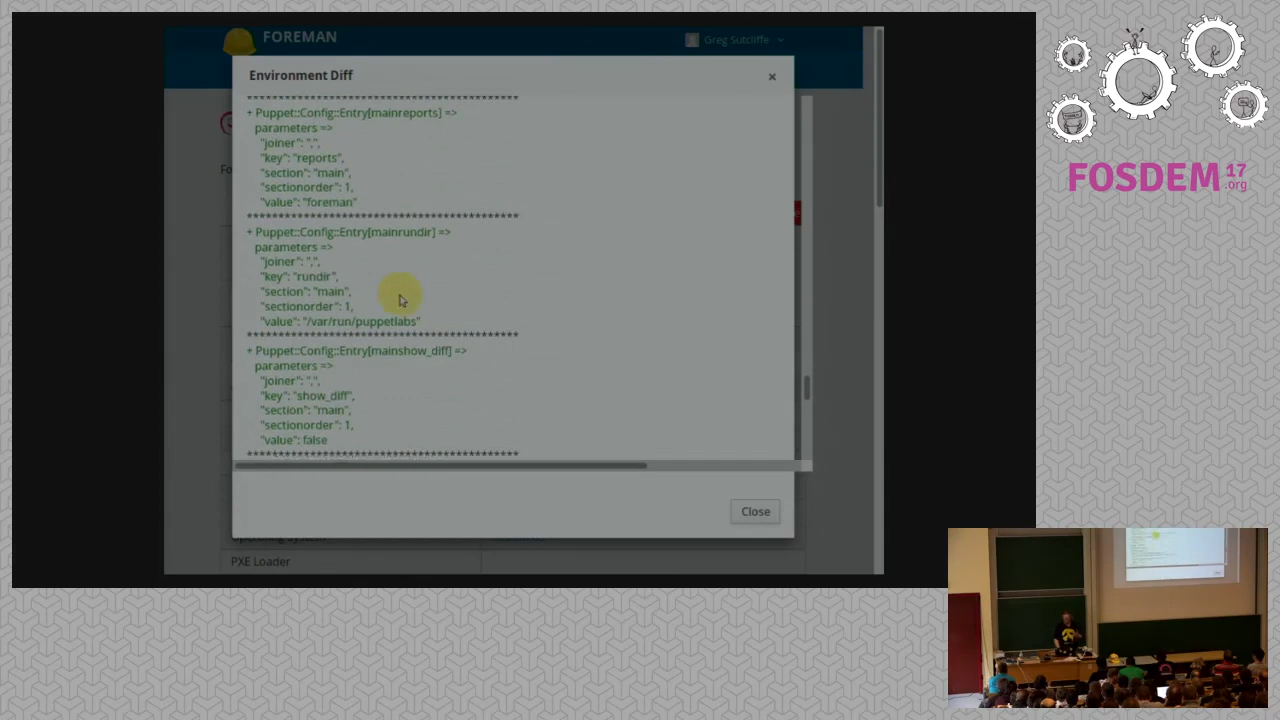 FOREMAN
Greg Sutcliffe
Environment Diff
×
*******************************************
+ Puppet::Config::Entry[mainreports] =>
parameters =>
"joiner": ",",
"key": "reports",
"section": "main",
"sectionorder": 1,
"value": "foreman"
*******************************************
+ Puppet::Config::Entry[mainrundir] =>
parameters =>
"joiner": ",",
"key": "rundir",
"section": "main",
"sectionorder": 1,
"value": "/var/run/puppetlabs"
*******************************************
+ Puppet::Config::Entry[mainshow_diff] =>
parameters =>
"joiner": ",",
"key": "show_diff",
"section": "main",
"sectionorder": 1,
"value": false
*******************************************
Close
Operating System
PXE Loader
FOSDEM 17
.org